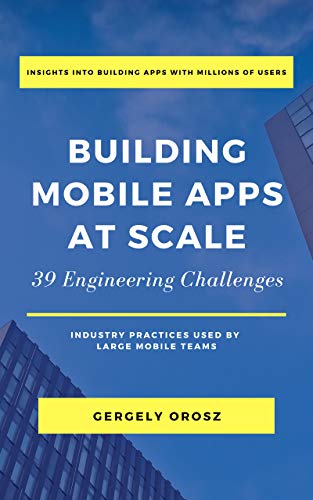 INSIGHTS INTO BUILDING APPS WITH MILLIONS OF USERS
BUILDING
MOBILE APPS
AT SCALE
39 Engineering Challenges
INDUSTRY PRACTICES USED BY
LARGE MOBILE TEAMS
GERGELY OROSZ